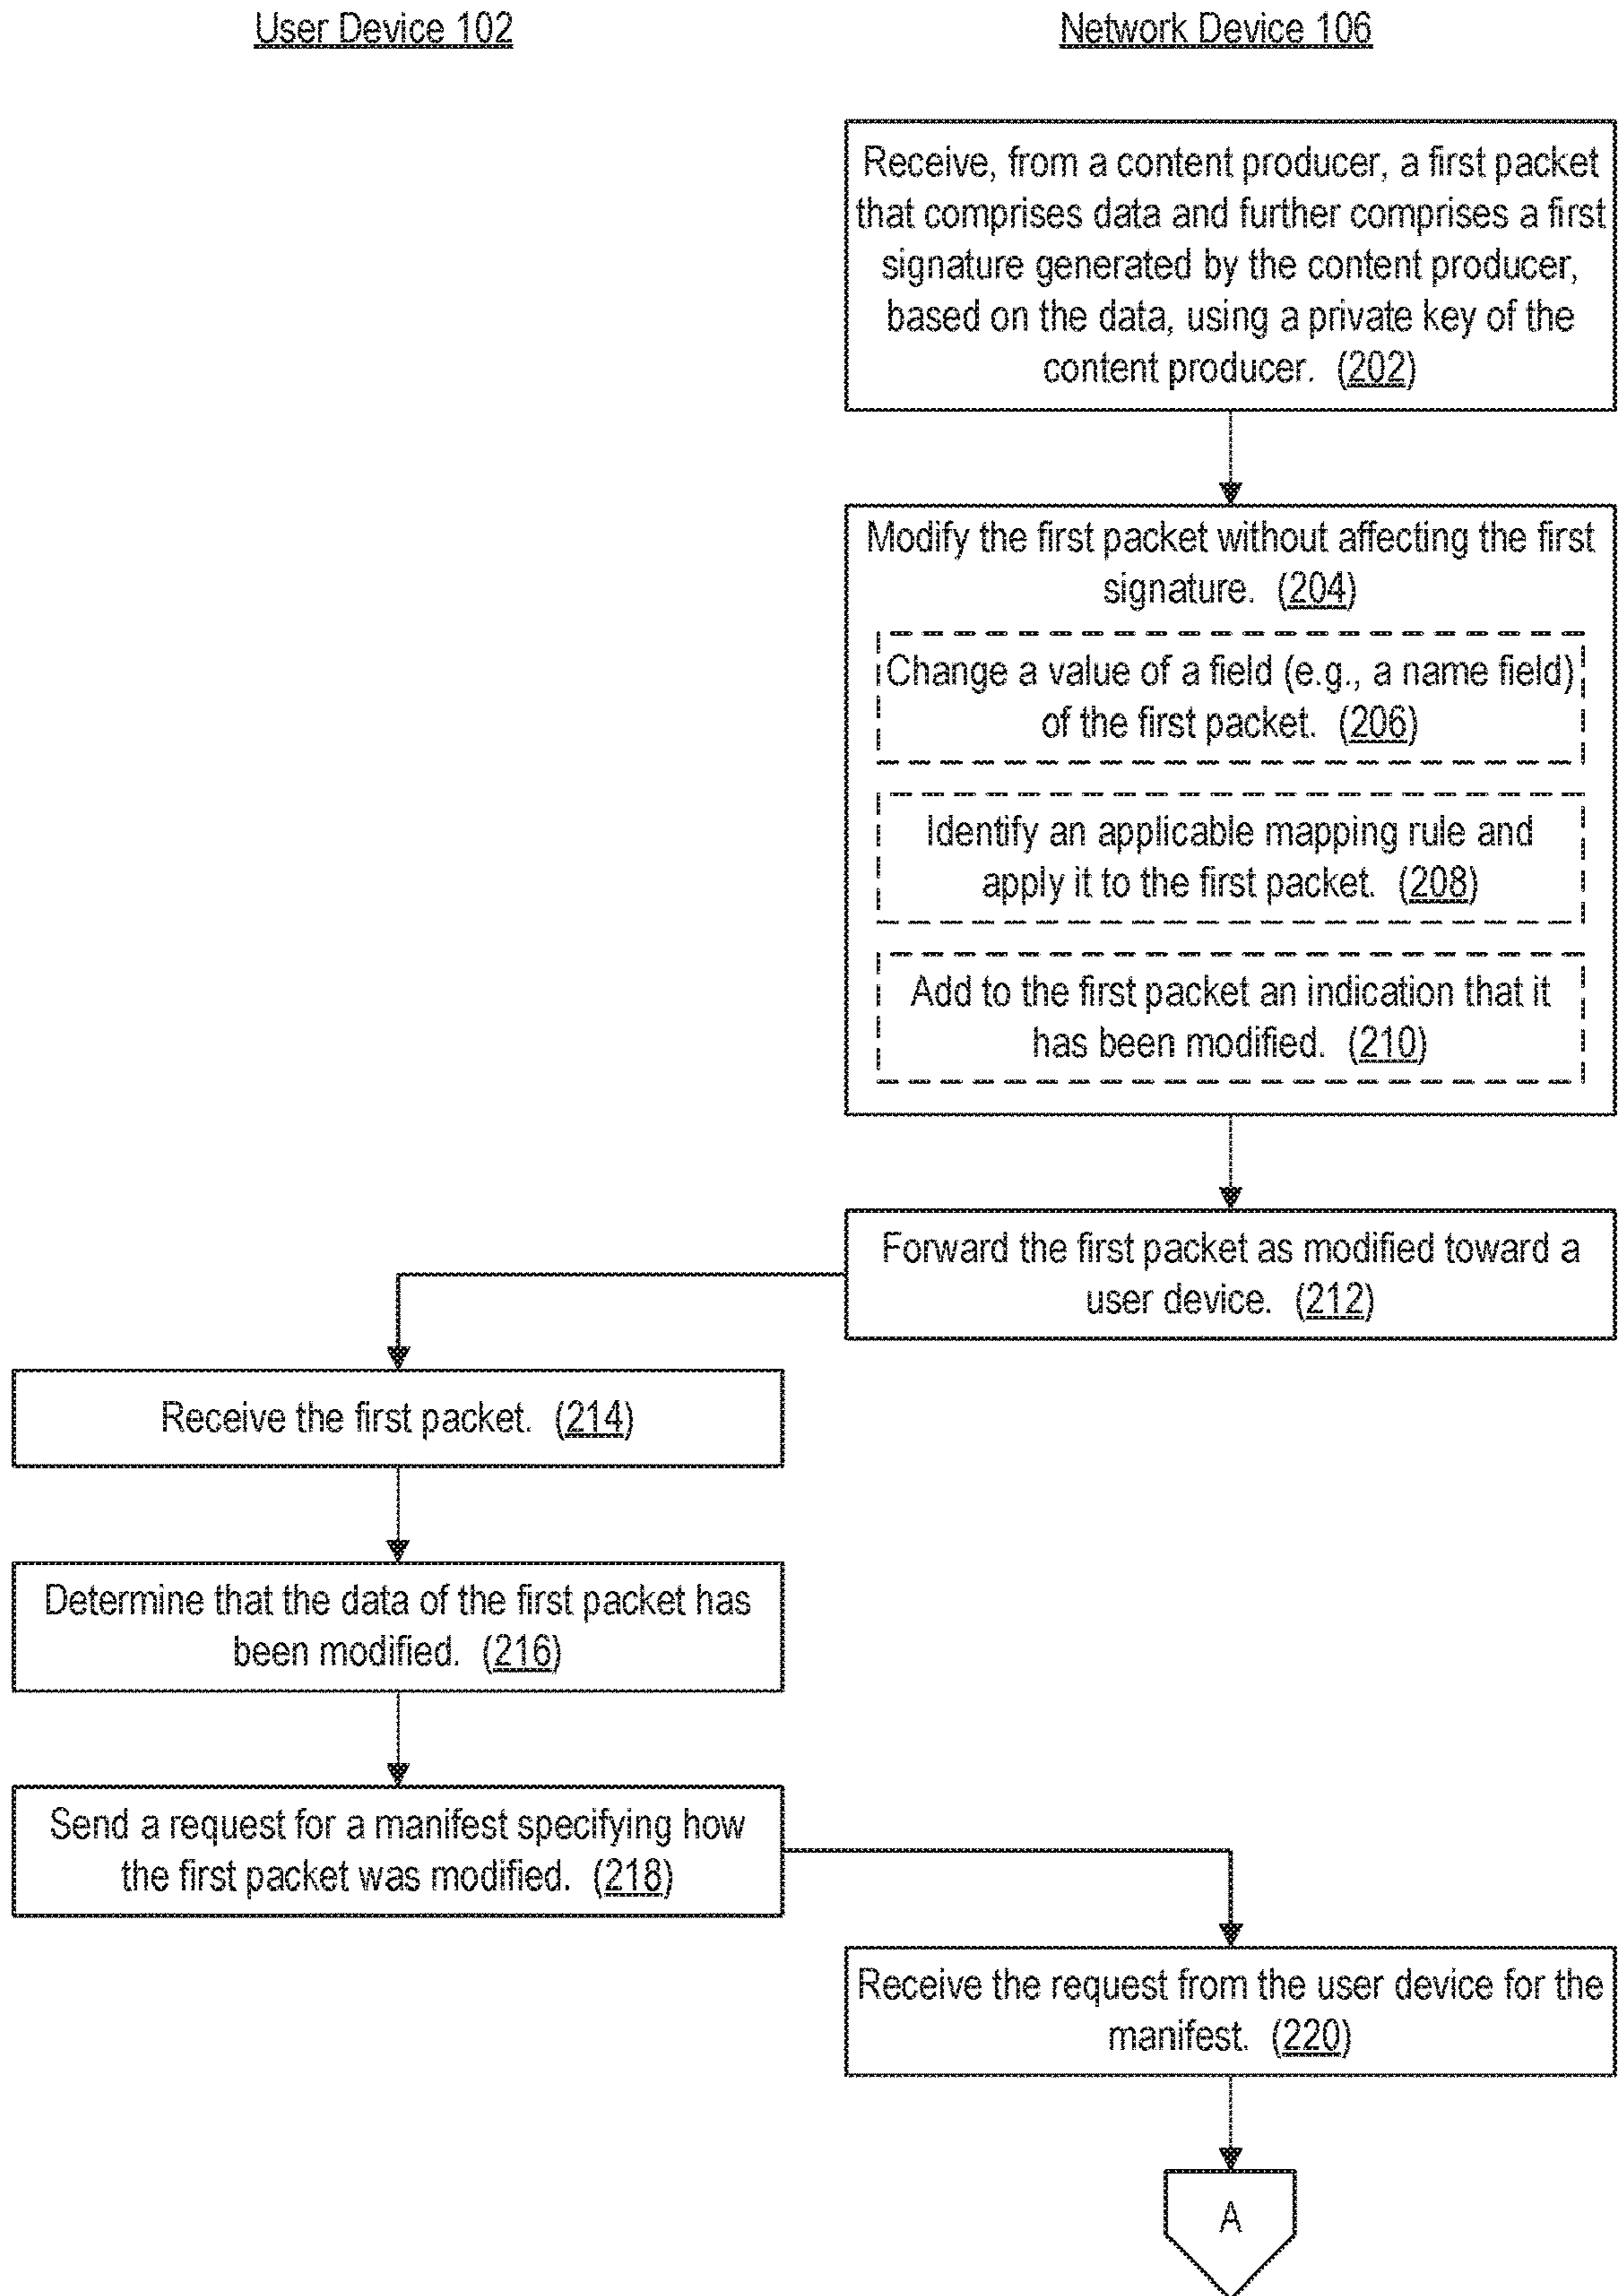 User Device 102
Network Device 106
Receive, from a content producer, a first packet
that comprises data and further comprises a first
signature generated by the content producer,
based on the data, using a private key of the
content producer. (202)
Modify the first packet without affecting the first
signature. (204)
Change a value of a field (e.g., a name field)
of the first packet. (206)
Identify an applicable mapping rule and
apply it to the first packet. (208)
Add to the first packet an indication that it
has been modified. (210)
Forward the first packet as modified toward a
user device. (212)
Receive the first packet. (214)
Determine that the data of the first packet has
been modified. (216)
Send a request for a manifest specifying how
the first packet was modified. (218)
Receive the request from the user device for the
manifest. (220)
A